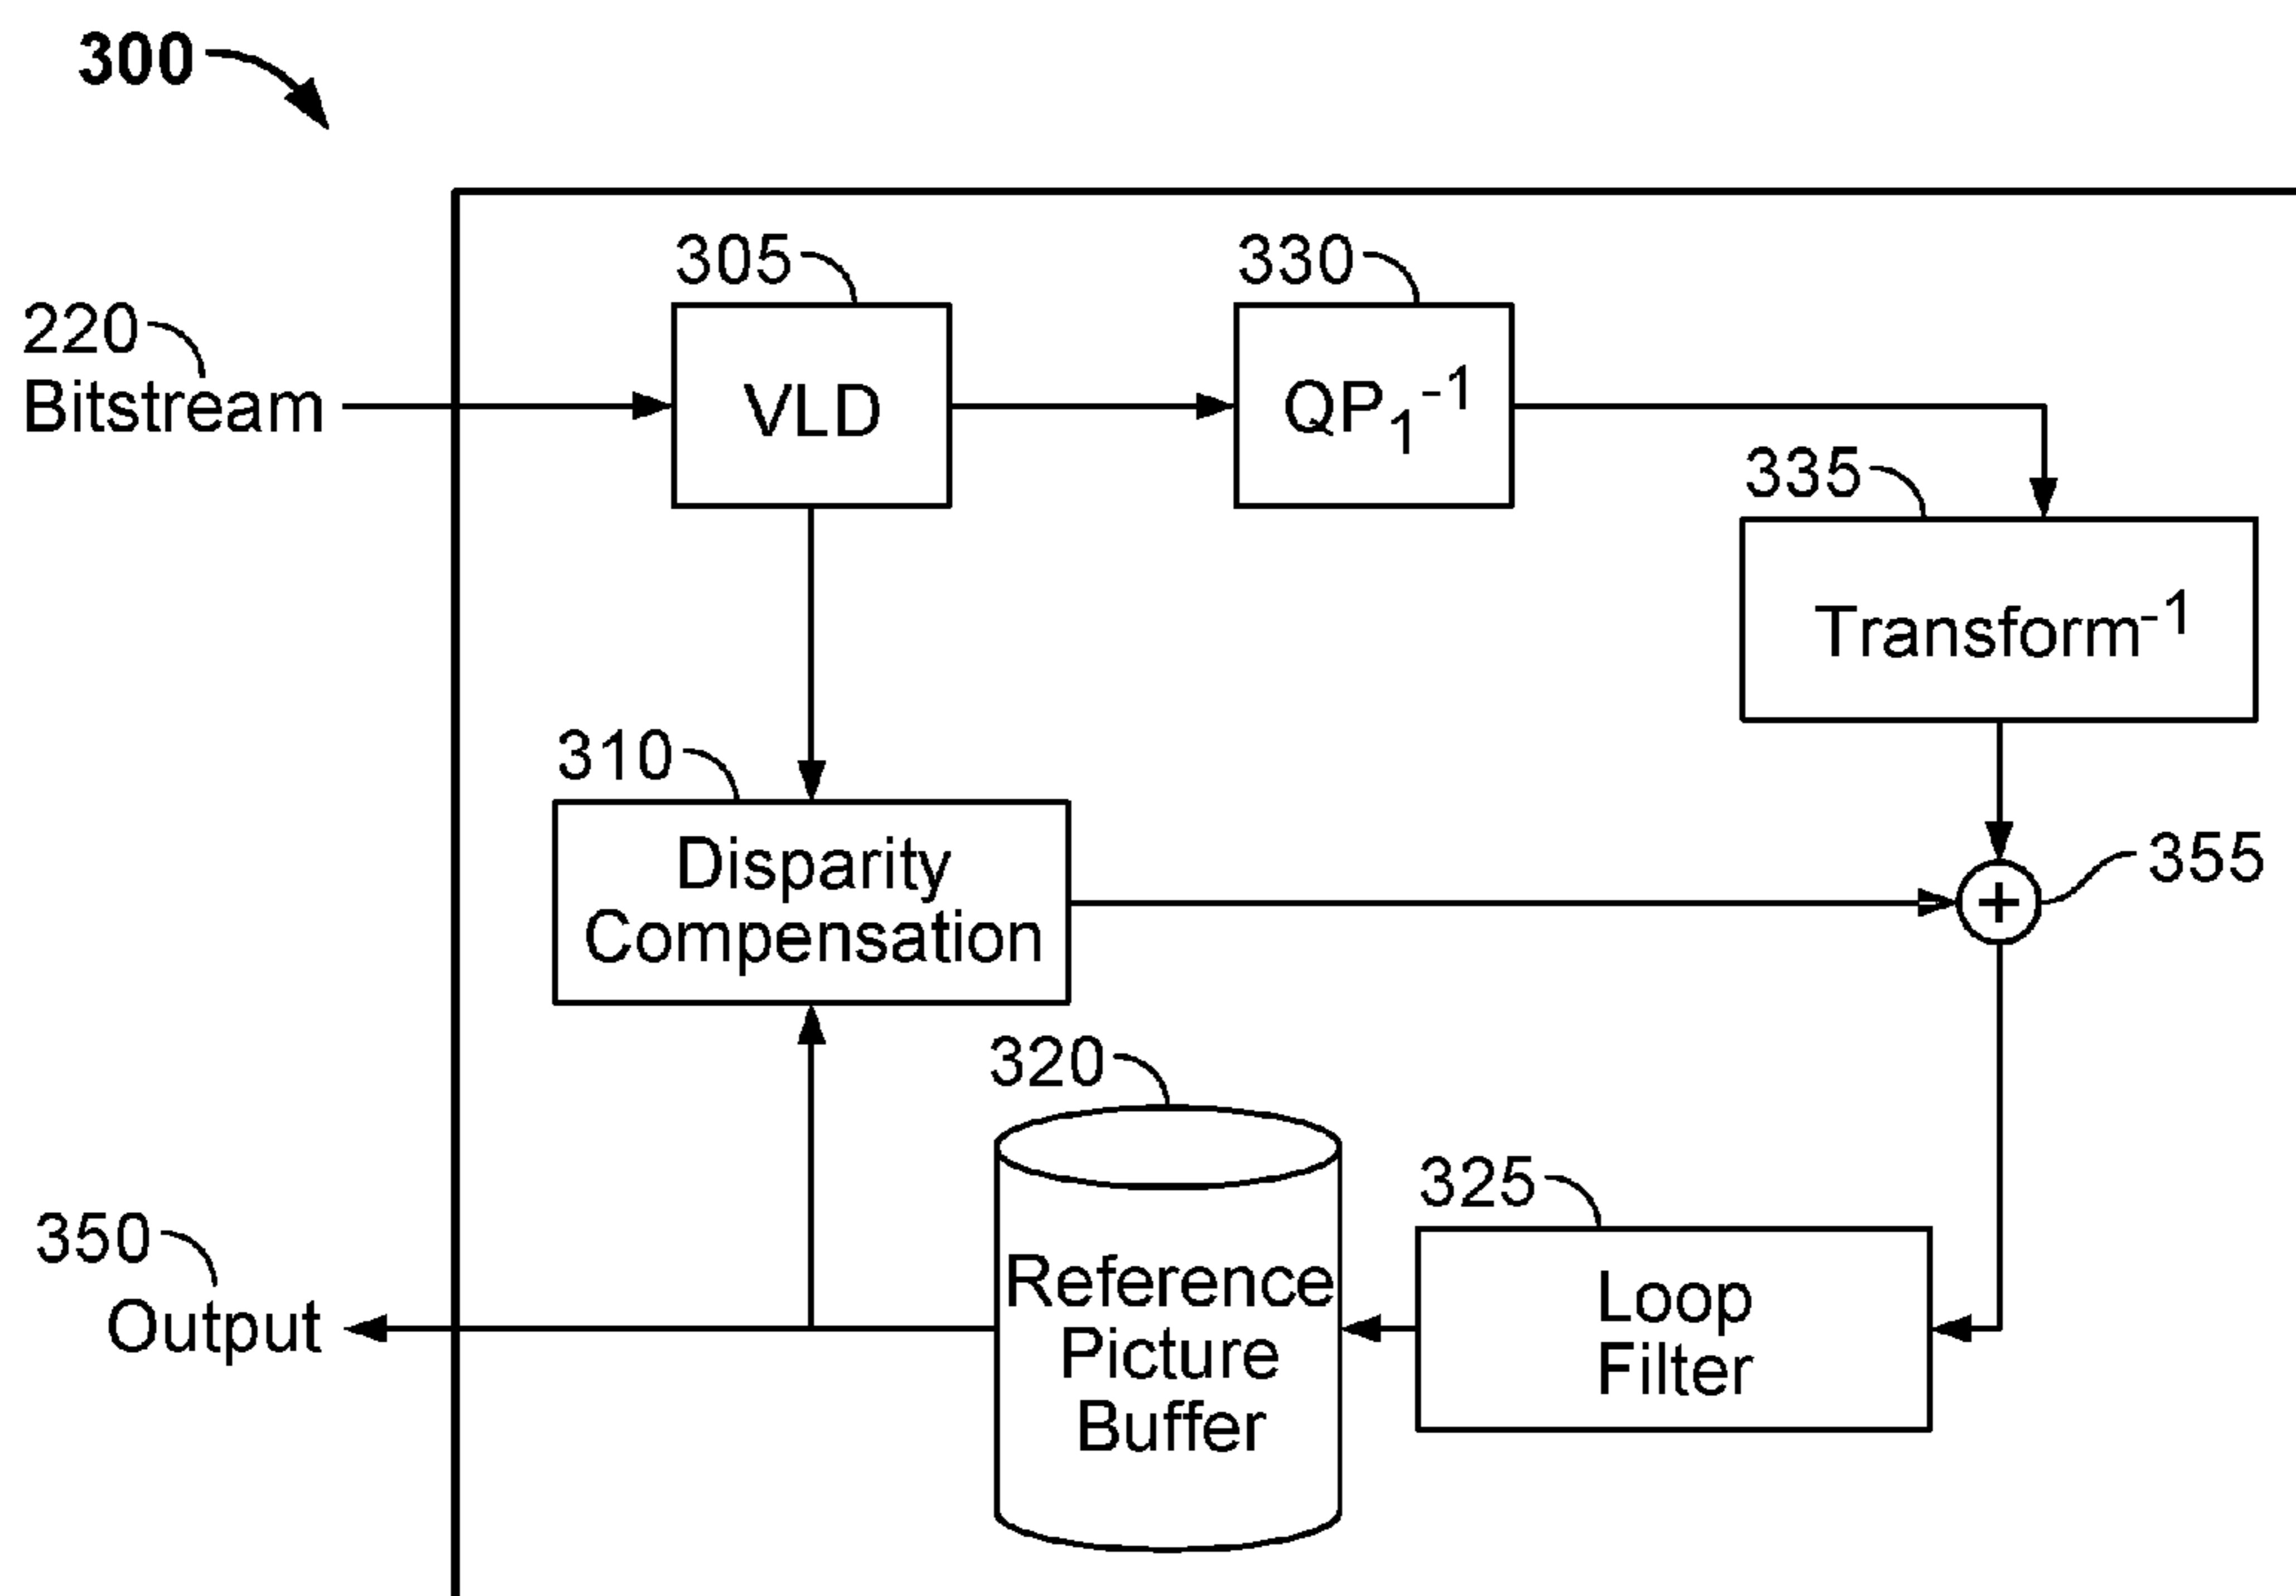 300
305
330
220
Bitstream
VLD
QP₁⁻¹
335
Transform⁻¹
310
Disparity
Compensation
+
355
320
325
350
Output
Reference
Picture
Buffer
Loop
Filter